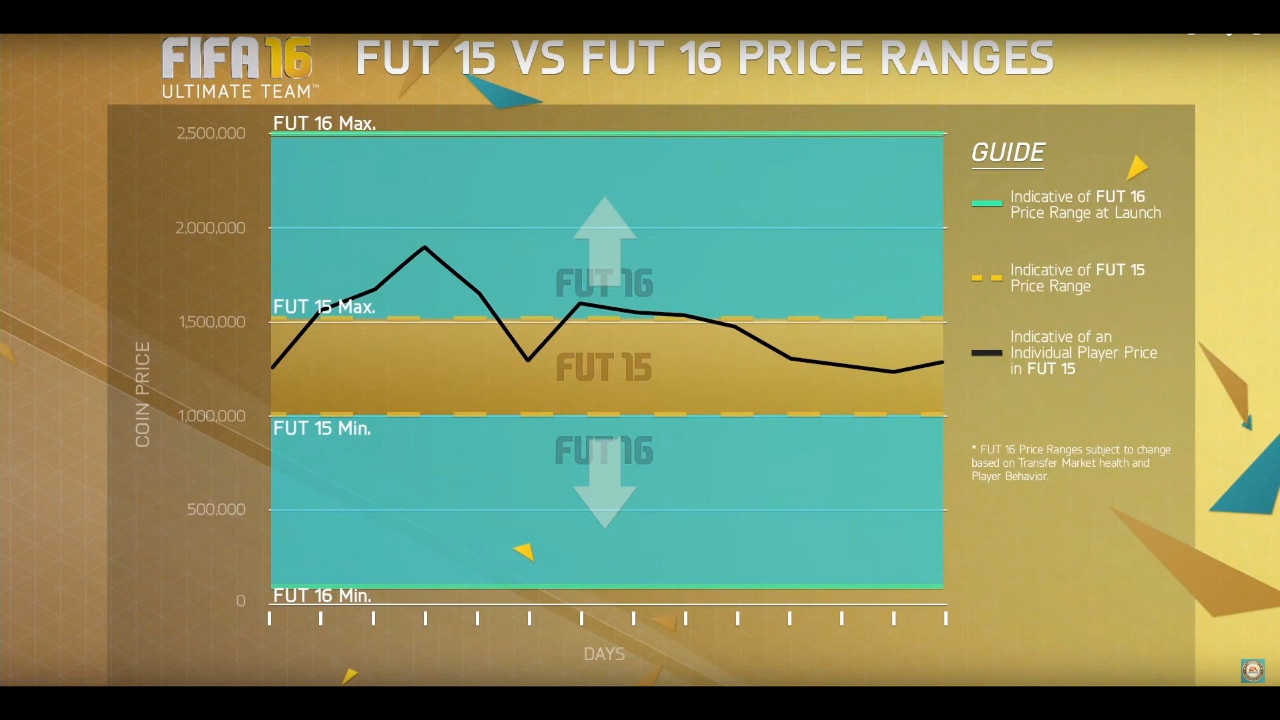 FIFA 16
ULTIMATE TEAM™
FUT 15 VS FUT 16 PRICE RANGES
COIN PRICE
2,500,000
2,000,000
1,500,000
1,000,000
500,000
0
FUT 16 Max.
FUT 16
FUT 15 Max.
FUT 15
FUT 15 Min.
FUT 16
FUT 16 Min.
DAYS
GUIDE
Indicative of FUT 16
Price Range at Launch
Indicative of FUT 15
Price Range
Indicative of an
Individual Player Price
in FUT 15
* FUT 16 Price Ranges subject to change
based on Transfer Market health and
Player Behavior.